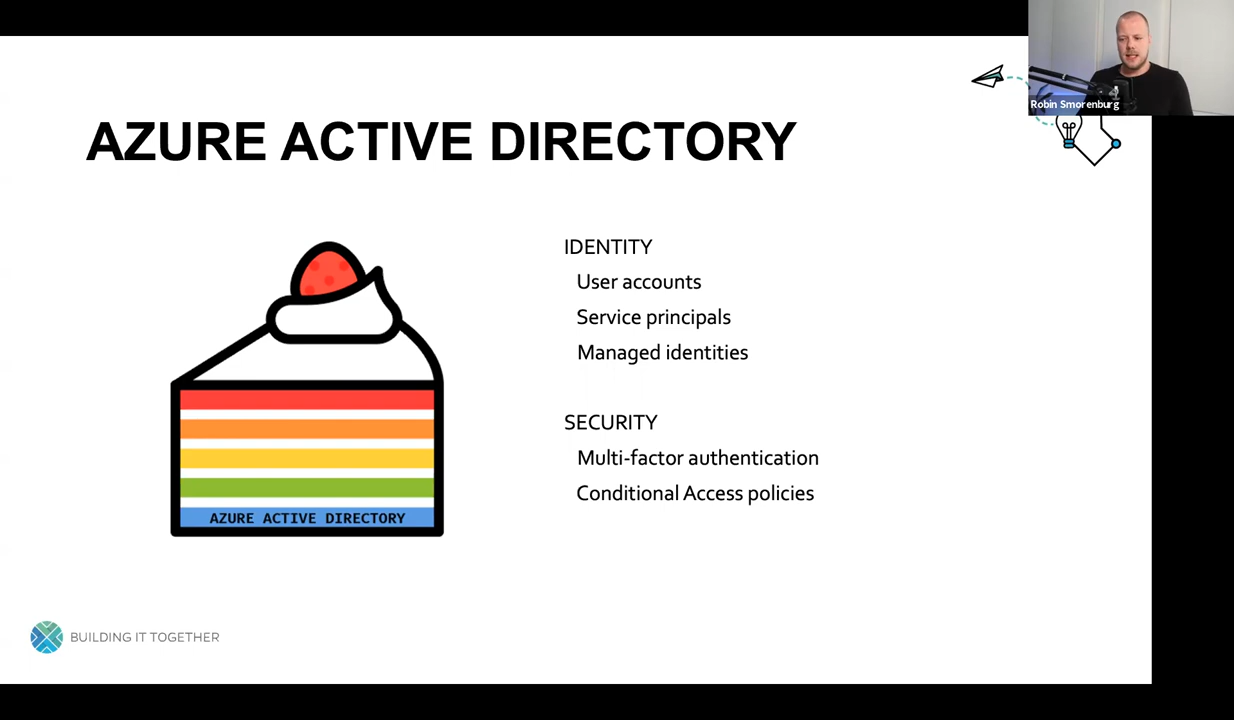 Robin Smorenburg
AZURE ACTIVE DIRECTORY
IDENTITY
User accounts
Service principals
Managed identities
SECURITY
Multi-factor authentication
Conditional Access policies
AZURE ACTIVE DIRECTORY
BUILDING IT TOGETHER